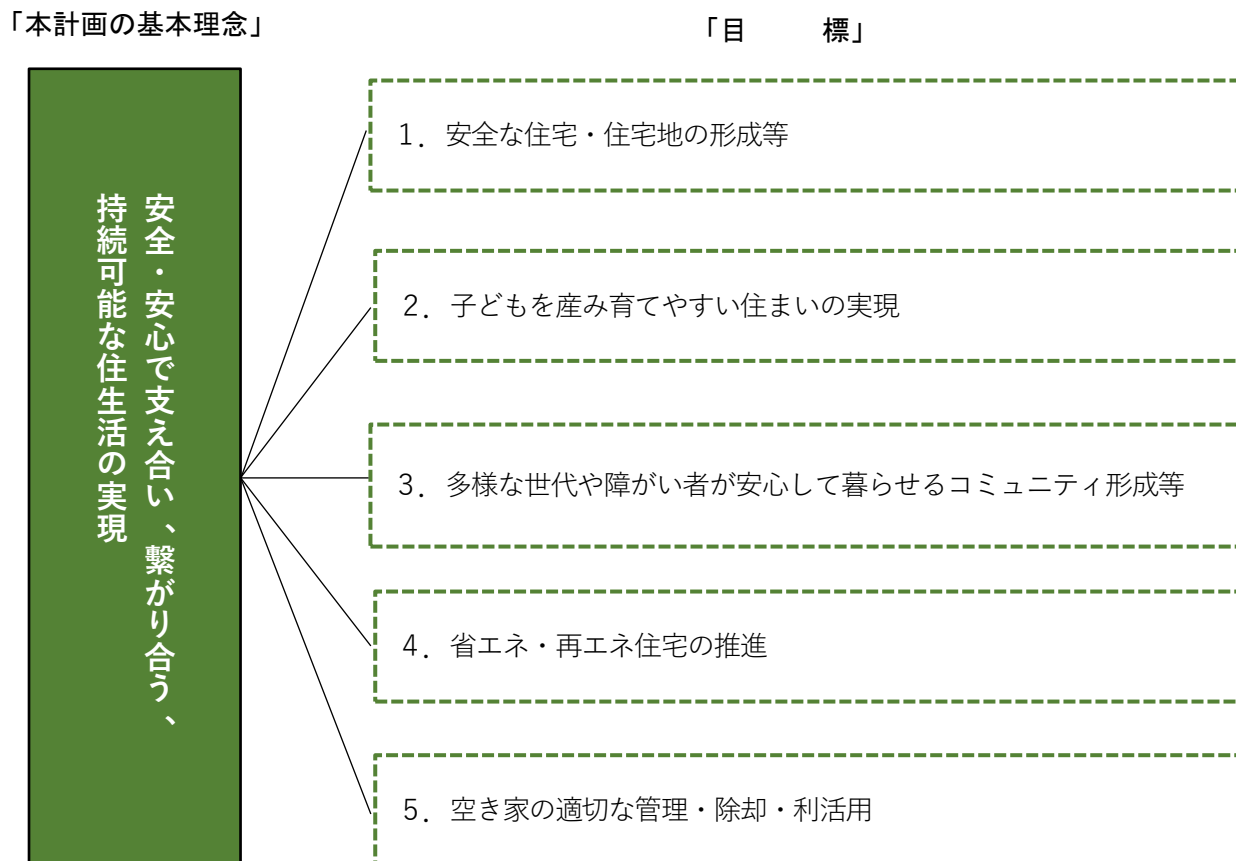 「本計画の基本理念」
「目　　標」
安全・安心で支え合い、繋がり合う、
持続可能な住生活の実現
1．安全な住宅・住宅地の形成等
2．子どもを産み育てやすい住まいの実現
3．多様な世代や障がい者が安心して暮らせるコミュニティ形成等
4．省エネ・再エネ住宅の推進
5．空き家の適切な管理・除却・利活用